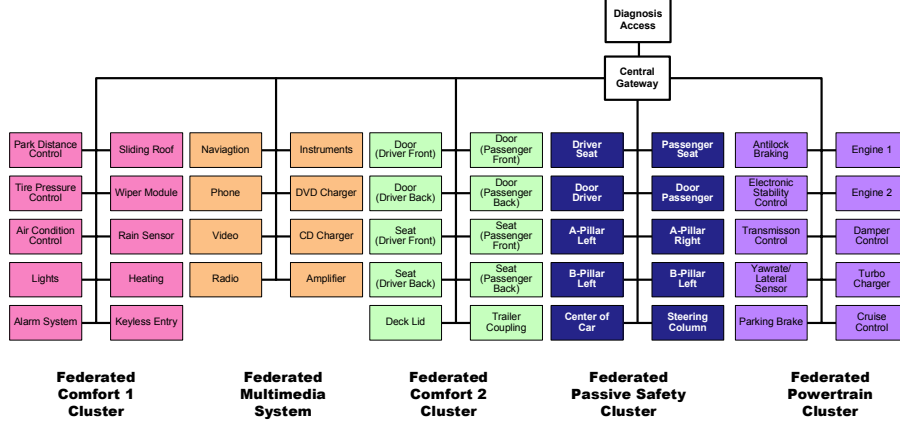 Diagnosis
Access
Central
Gateway
Park Distance
Control
Sliding Roof
Tire Pressure
Control
Wiper Module
Air Condition
Control
Rain Sensor
Lights
Heating
Alarm System
Keyless Entry
Naviagtion
Instruments
Phone
DVD Charger
Video
CD Charger
Radio
Amplifier
Door
(Driver Front)
Door
(Passenger
Front)
Door
(Driver Back)
Door
(Passenger
Back)
Seat
(Driver Front)
Seat
(Passenger
Front)
Seat
(Driver Back)
Seat
(Passenger
Back)
Deck Lid
Trailer
Coupling
Driver
Seat
Passenger
Seat
Door
Driver
Door
Passenger
A-Pillar
Left
A-Pillar
Right
B-Pillar
Left
B-Pillar
Left
Center of
Car
Steering
Column
Antilock
Braking
Engine 1
Electronic
Stability
Control
Engine 2
Transmisson
Control
Damper
Control
Yawrate/
Lateral
Sensor
Turbo
Charger
Parking Brake
Cruise
Control
Federated
Comfort 1
Cluster
Federated
Multimedia
System
Federated
Comfort 2
Cluster
Federated
Passive Safety
Cluster
Federated
Powertrain
Cluster